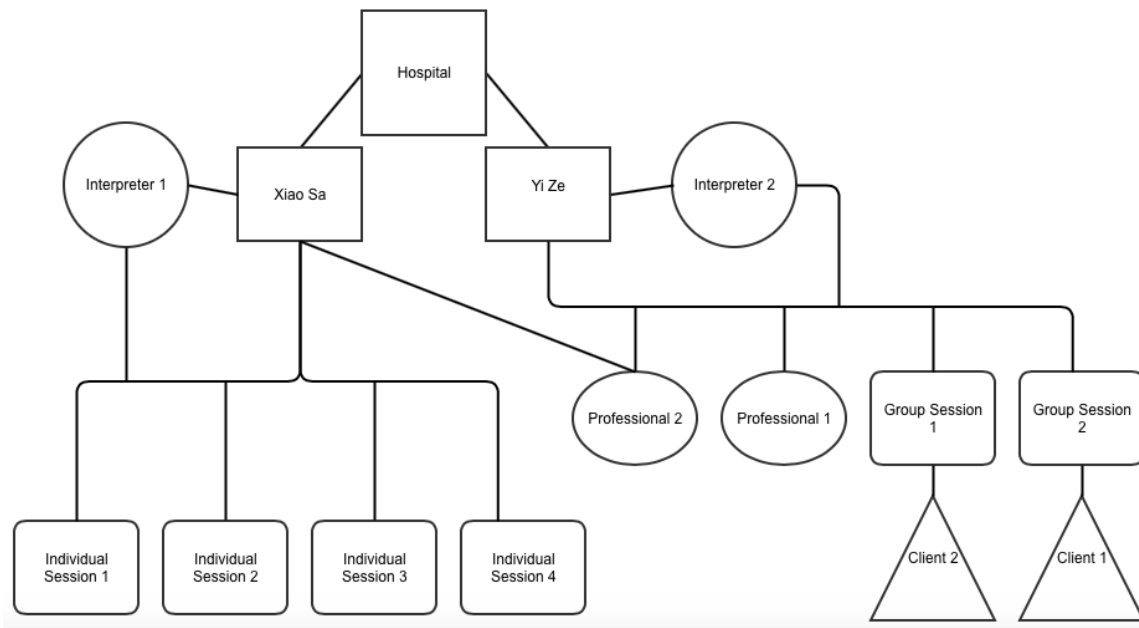 Hospital
Interpreter 1
Xiao Sa
Yi Ze
Interpreter 2
Professional 2
Professional 1
Group Session
1
Group Session
2
Individual
Session 1
Individual
Session 2
Individual
Session 3
Individual
Session 4
Client 2
Client 1